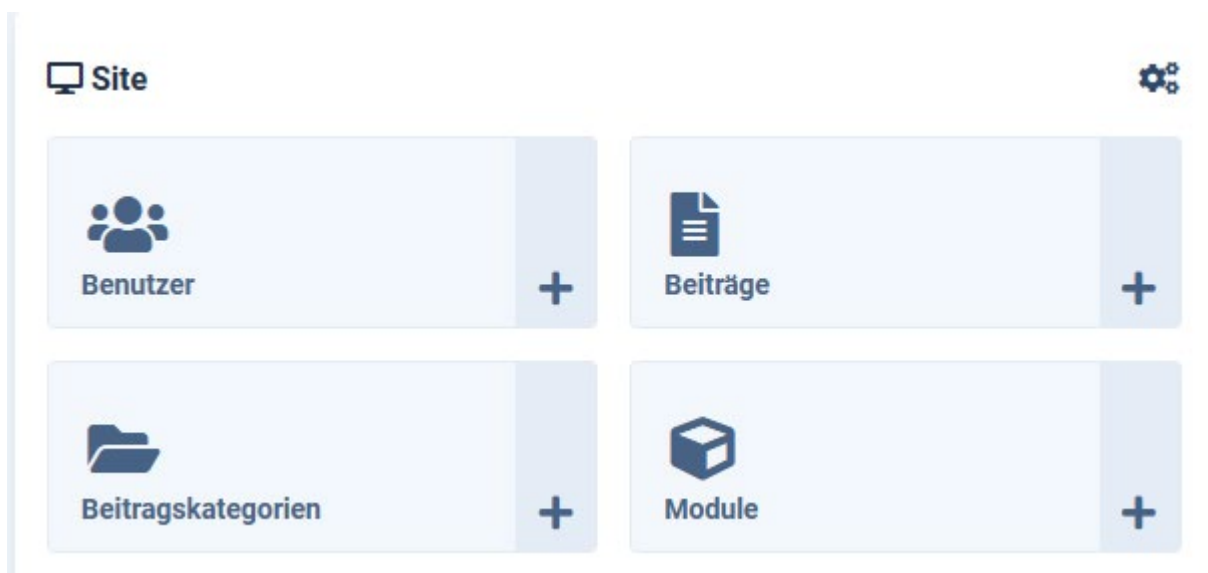 Site
Benutzer
Beiträge
Beitragskategorien
Module